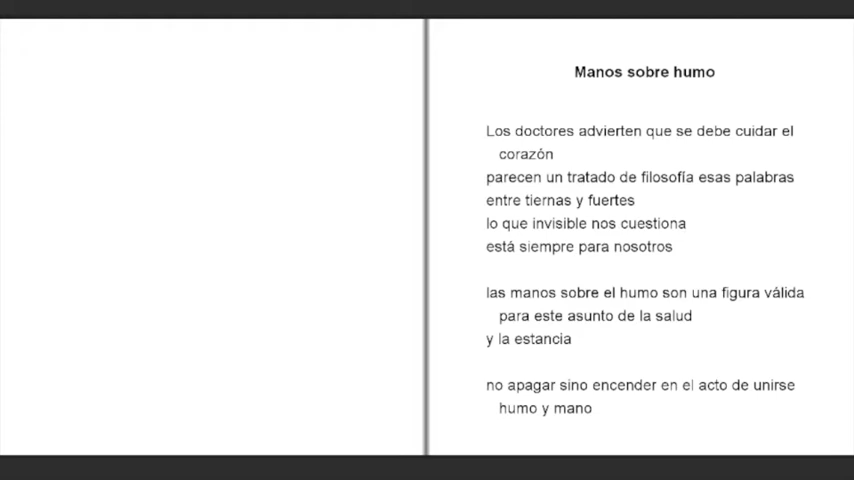 Manos sobre humo
Los doctores advierten que se debe cuidar el
corazón
parecen un tratado de filosofía esas palabras
entre tiernas y fuertes
lo que invisible nos cuestiona
está siempre para nosotros
las manos sobre el humo son una figura válida
para este asunto de la salud
y la estancia
no apagar sino encender en el acto de unirse
humo y mano